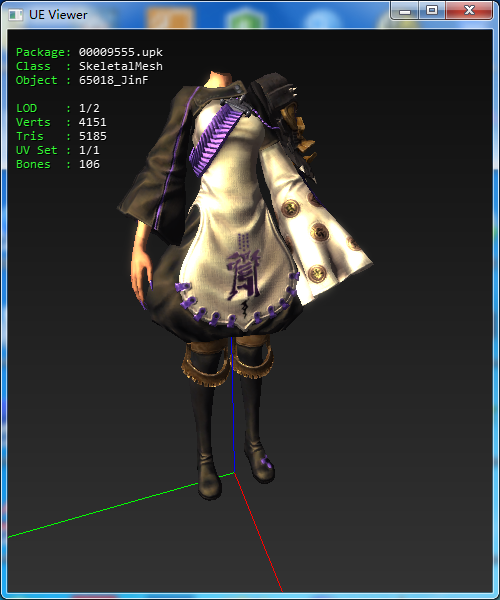 UE Viewer
Package: 00009555.upk
Class : SkeletalMesh
Object : 65018_JinF
LOD : 1/2
Verts : 4151
Tris : 5185
UV Set : 1/1
Bones : 106